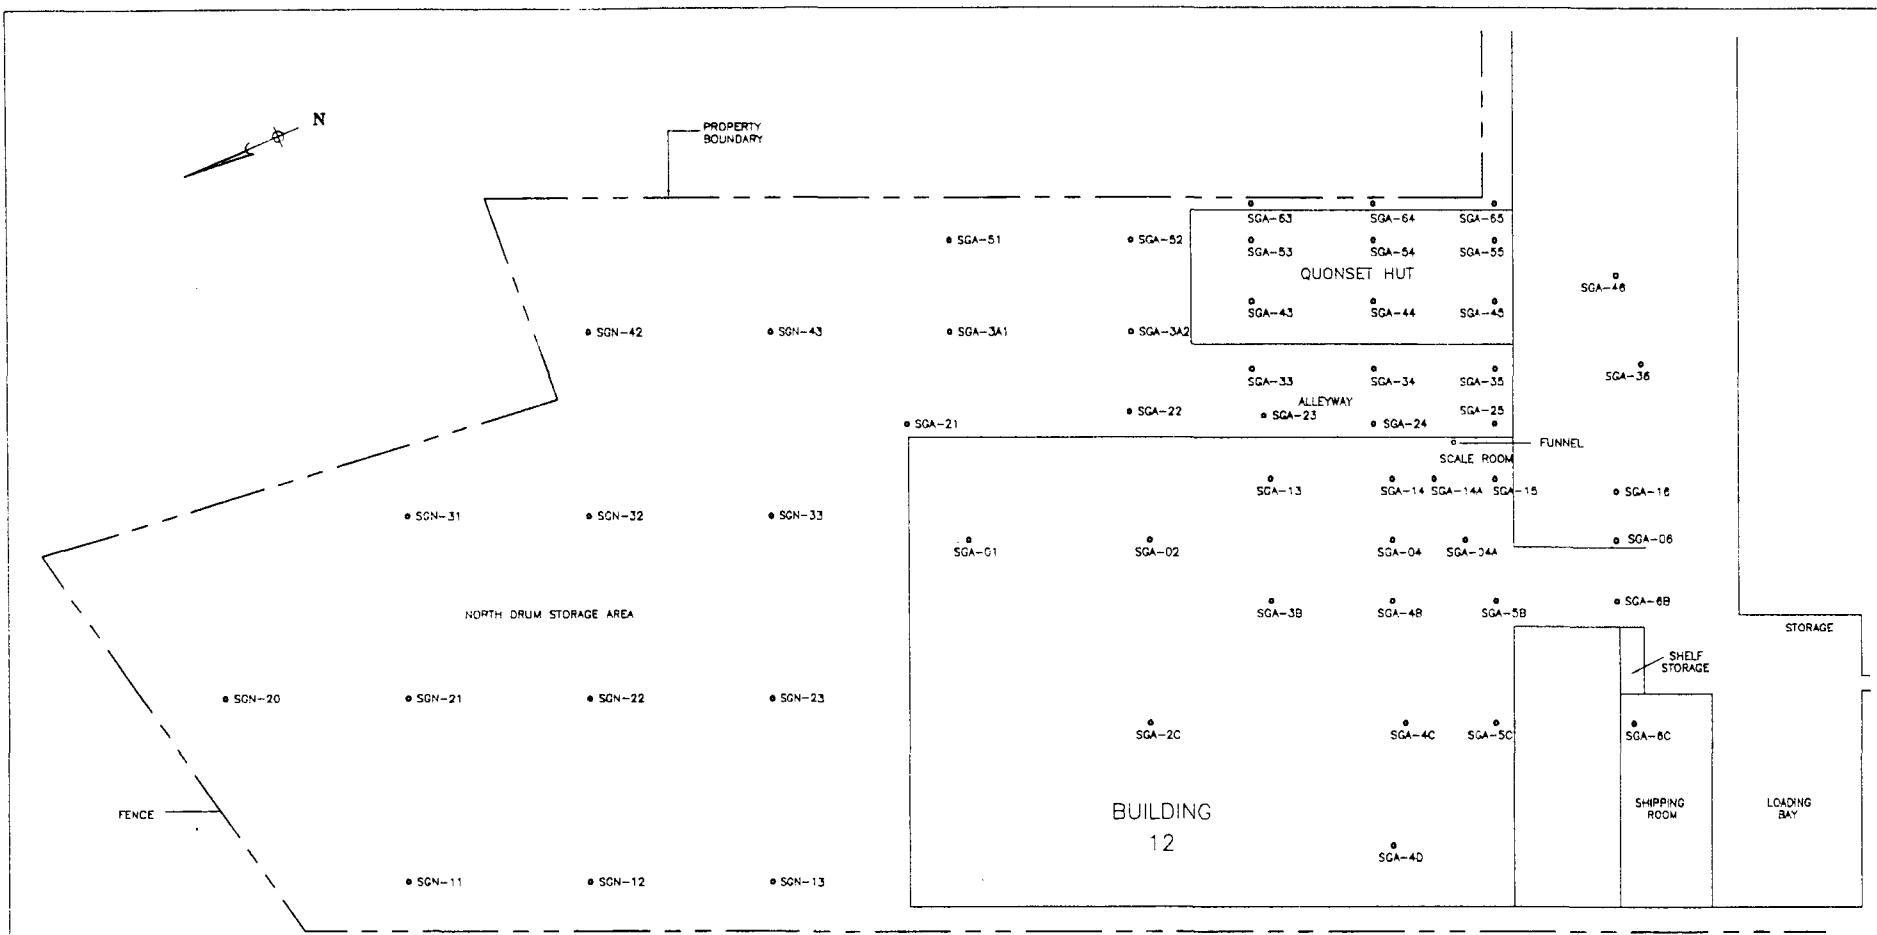 N
PROPERTY
BOUNDARY
SGA-63
SGA-64
SGA-65
SGA-51
SGA-52
SGA-53
SGA-54
SGA-55
QUONSET HUT
SGA-46
SGN-42
SGN-43
SGA-3A1
SGA-3A2
SGA-43
SGA-44
SGA-45
SGA-33
SGA-34
SGA-35
SGA-36
ALLEYWAY
SGA-21
SGA-22
SGA-23
SGA-24
SGA-25
FUNNEL
SCALE ROOM
SGA-13
SGA-14
SGA-14A
SGA-15
SGA-16
SGN-31
SGN-32
SGN-33
SGA-01
SGA-02
SGA-04
SGA-04A
SGA-06
NORTH DRUM STORAGE AREA
SGA-3B
SGA-4B
SGA-5B
SGA-6B
STORAGE
SHELF
STORAGE
SGN-20
SGN-21
SGN-22
SGN-23
SGA-2C
SGA-4C
SGA-5C
SGA-6C
FENCE
BUILDING
12
SHIPPING
ROOM
LOADING
BAY
SGA-4D
SGN-11
SGN-12
SGN-13